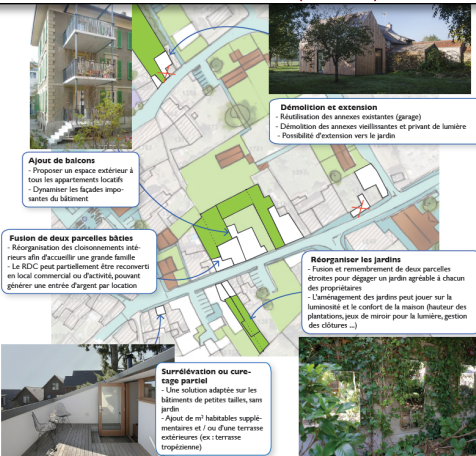 Démolition et extension
- Réutilisation des annexes existantes (garage)
- Démolition des annexes vieillissantes et privant de lumière
- Possibilité d'extension vers le jardin
Ajout de balcons
- Proposer un espace extérieur à
tous les appartements locatifs
- Dynamiser les façades impo-
santes du bâtiment
Fusion de deux parcelles bâties
- Réorganisation des cloisonnements inté-
rieurs afin d'accueillir une grande famille
- Le RDC peut partiellement être reconverti
en local commercial ou d'activité, pouvant
générer une entrée d'argent par location
Réorganiser les jardins
- Fusion et remembrement de deux parcelles
étroites pour dégager un jardin agréable à chacun
des propriétaires
- L'aménagement des jardins peut jouer sur la
luminosité et le confort de la maison (hauteur des
plantations, jeux de miroir pour la lumière, gestion
des clôtures ...)
Surrélévation ou cure-
tage partiel
- Une solution adaptée sur les
bâtiments de petites tailles, sam
jardin
- Ajout de m² habitables supplé-
mentaires et / ou d'une terrasse
extérieures (ex : terrasse
tropézienne)